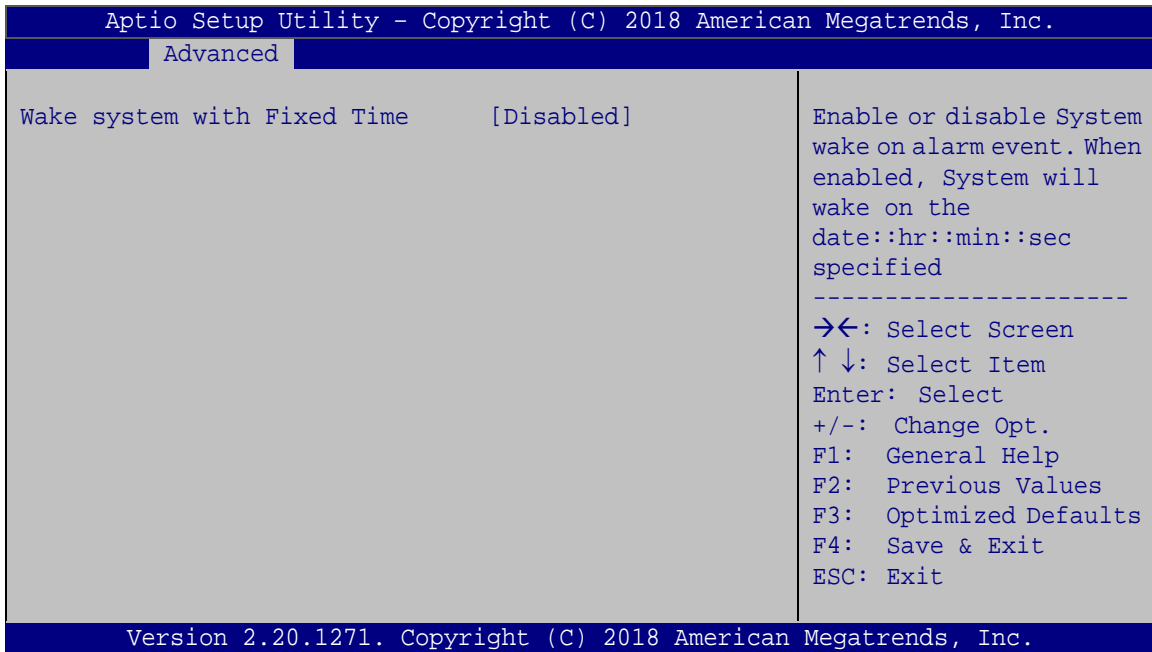 Aptio Setup Utility – Copyright (C) 2018 American Megatrends, Inc.
Advanced
Wake system with Fixed Time [Disabled]
Enable or disable System
wake on alarm event. When
enabled, System will
wake on the
date::hr::min::sec
specified
----------------------
→←: Select Screen
↑ ↓: Select Item
Enter: Select
+/-: Change Opt.
F1: General Help
F2: Previous Values
F3: Optimized Defaults
F4: Save & Exit
ESC: Exit
Version 2.20.1271. Copyright (C) 2018 American Megatrends, Inc.